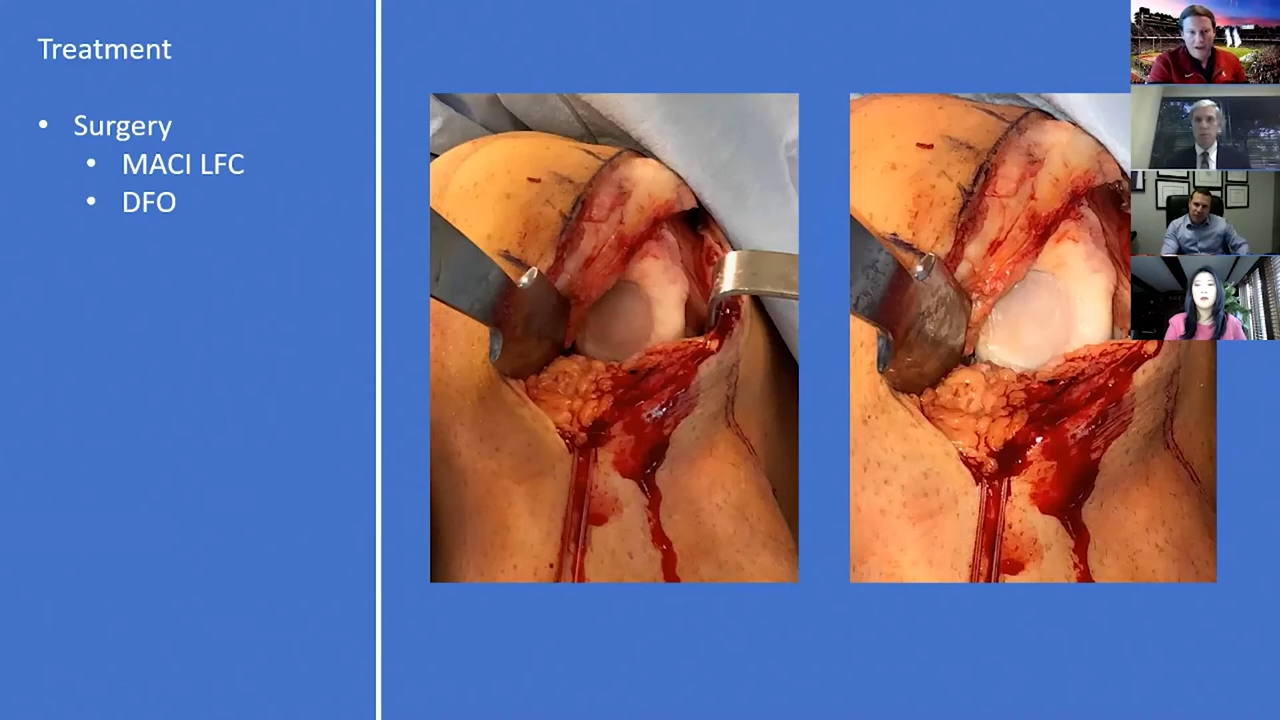 Treatment
• Surgery
• MACI LFC
• DFO